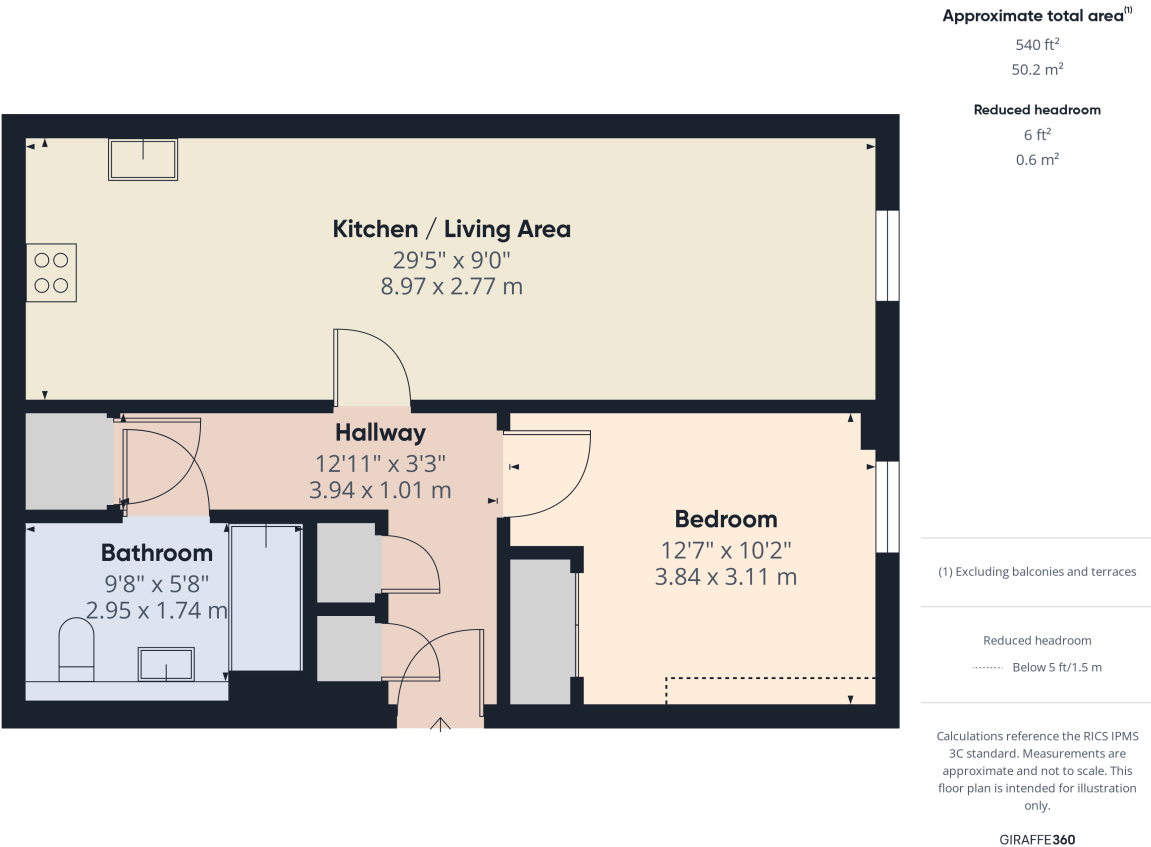 Approximate total area(1)
540 ft²
50.2 m²
Reduced headroom
6 ft²
0.6 m²
Kitchen / Living Area
29'5" x 9'0"
8.97 x 2.77 m
Hallway
12'11" x 3'3"
3.94 x 1.01 m
Bedroom
12'7" x 10'2"
3.84 x 3.11 m
Bathroom
9'8" x 5'8"
2.95 x 1.74 m
(1) Excluding balconies and terraces
Reduced headroom
Below 5 ft/1.5 m
Calculations reference the RICS IPMS
3C standard. Measurements are
approximate and not to scale. This
floor plan is intended for illustration
only.
GIRAFFE360